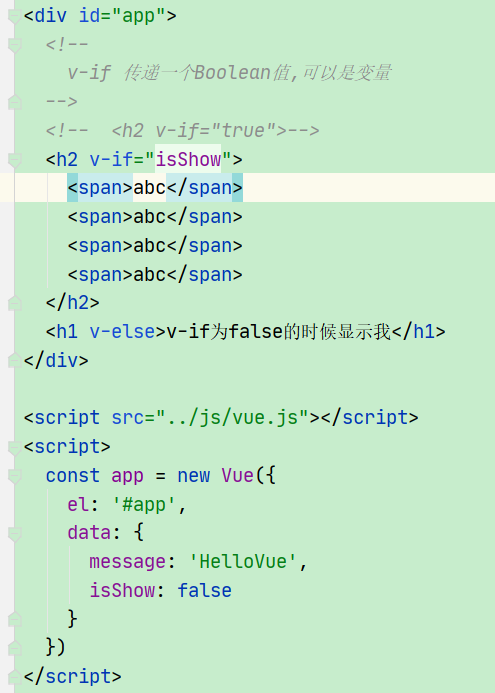 <div id="app">
  <!--
    v-if 传递一个Boolean值,可以是变量
  -->
  <!--  <h2 v-if="true">-->
  <h2 v-if="isShow">
    <span>abc</span>
    <span>abc</span>
    <span>abc</span>
    <span>abc</span>
  </h2>
  <h1 v-else>v-if为false的时候显示我</h1>
</div>

<script src="../js/vue.js"></script>
<script>
  const app = new Vue({
    el: '#app',
    data: {
      message: 'HelloVue',
      isShow: false
    }
  })
</script>